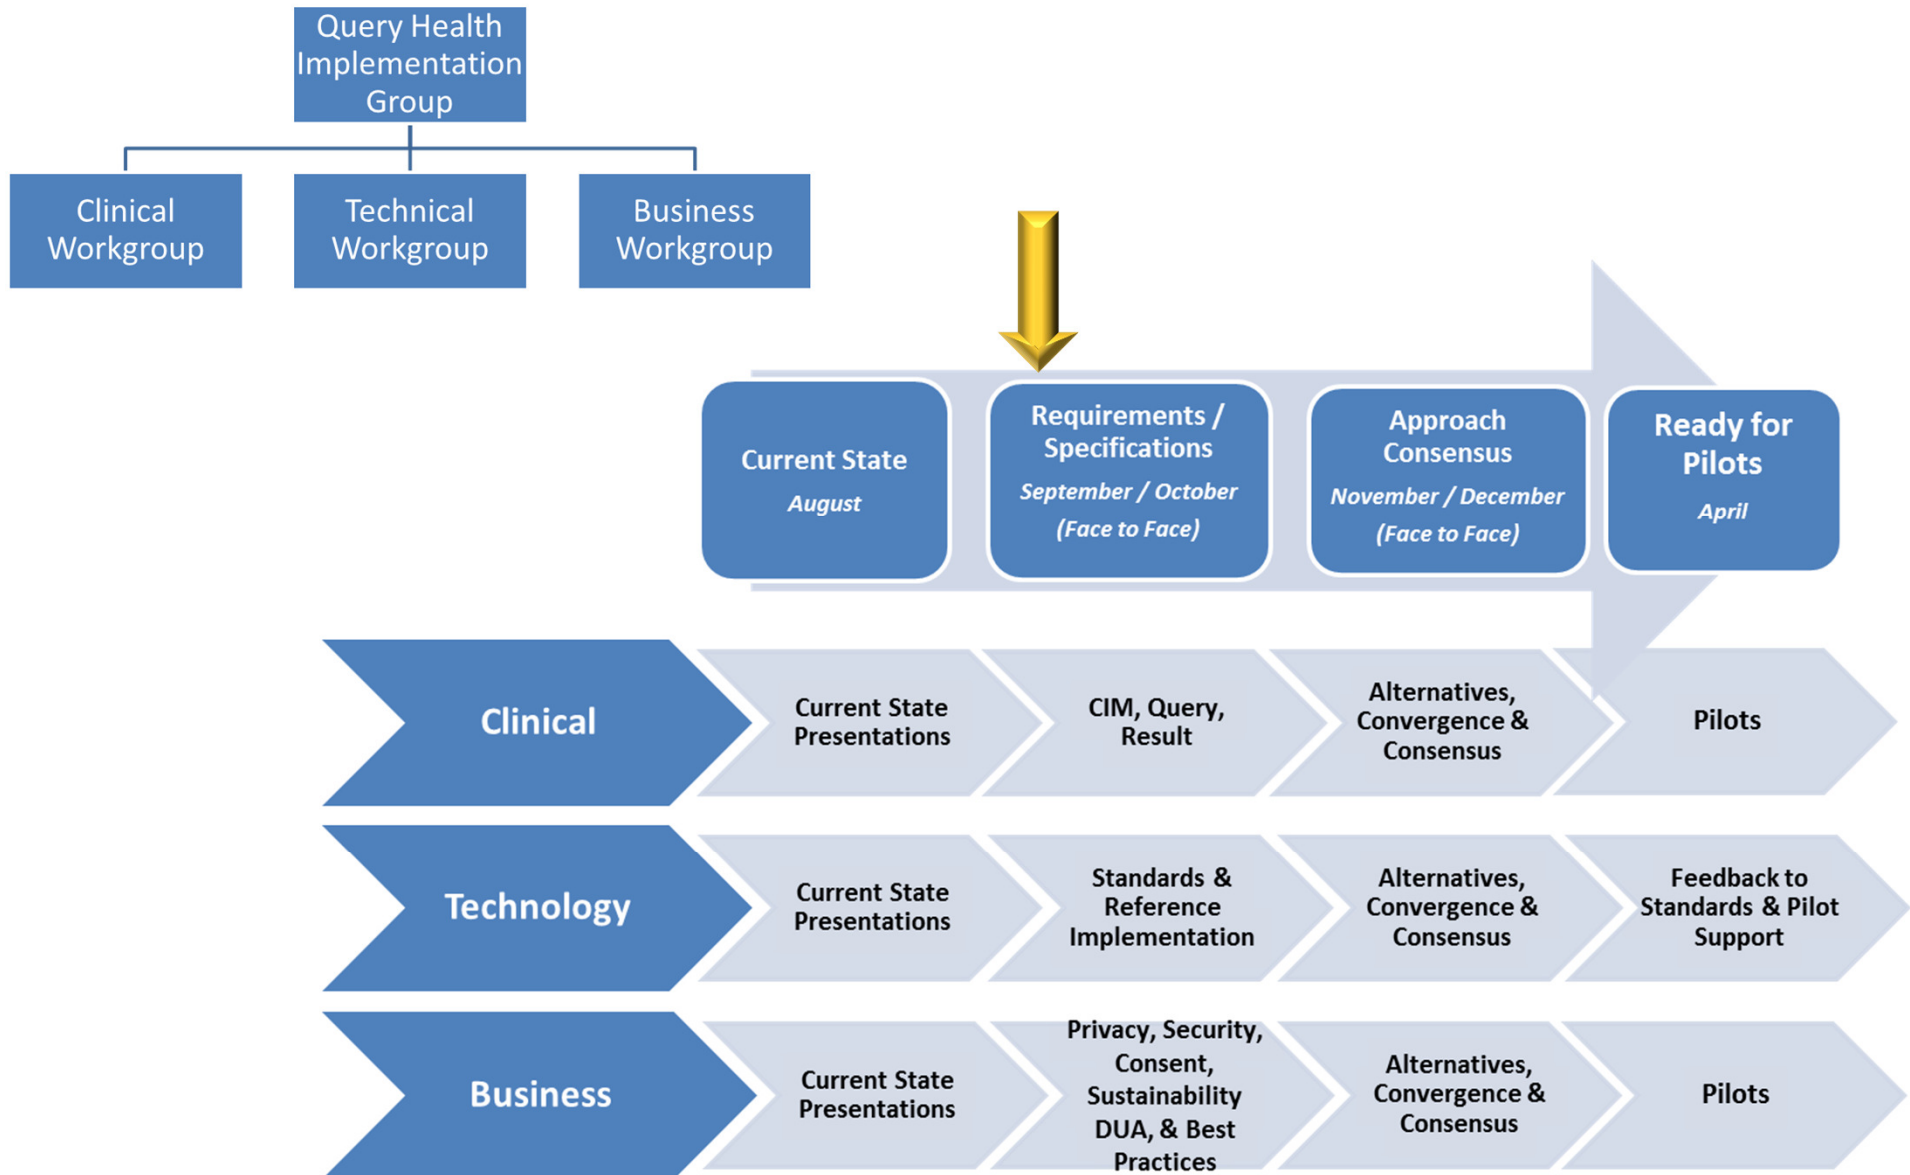 Query Health
Implementation
Group
Clinical
Workgroup
Technical
Workgroup
Business
Workgroup
Current State
August
Requirements /
Specifications
September / October
(Face to Face)
Approach
Consensus
November / December
(Face to Face)
Ready for
Pilots
April
Clinical
Current State
Presentations
CIM, Query,
Result
Alternatives,
Convergence &
Consensus
Pilots
Technology
Current State
Presentations
Standards &
Reference
Implementation
Alternatives,
Convergence &
Consensus
Feedback to
Standards & Pilot
Support
Business
Current State
Presentations
Privacy, Security,
Consent,
Sustainability
DUA, & Best
Practices
Alternatives,
Convergence &
Consensus
Pilots